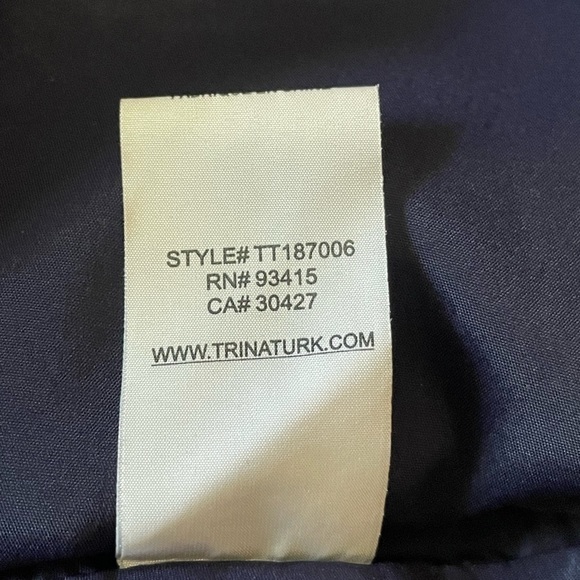 STYLE# TT187006
RN# 93415
CA# 30427
WWW.TRINATURK.COM